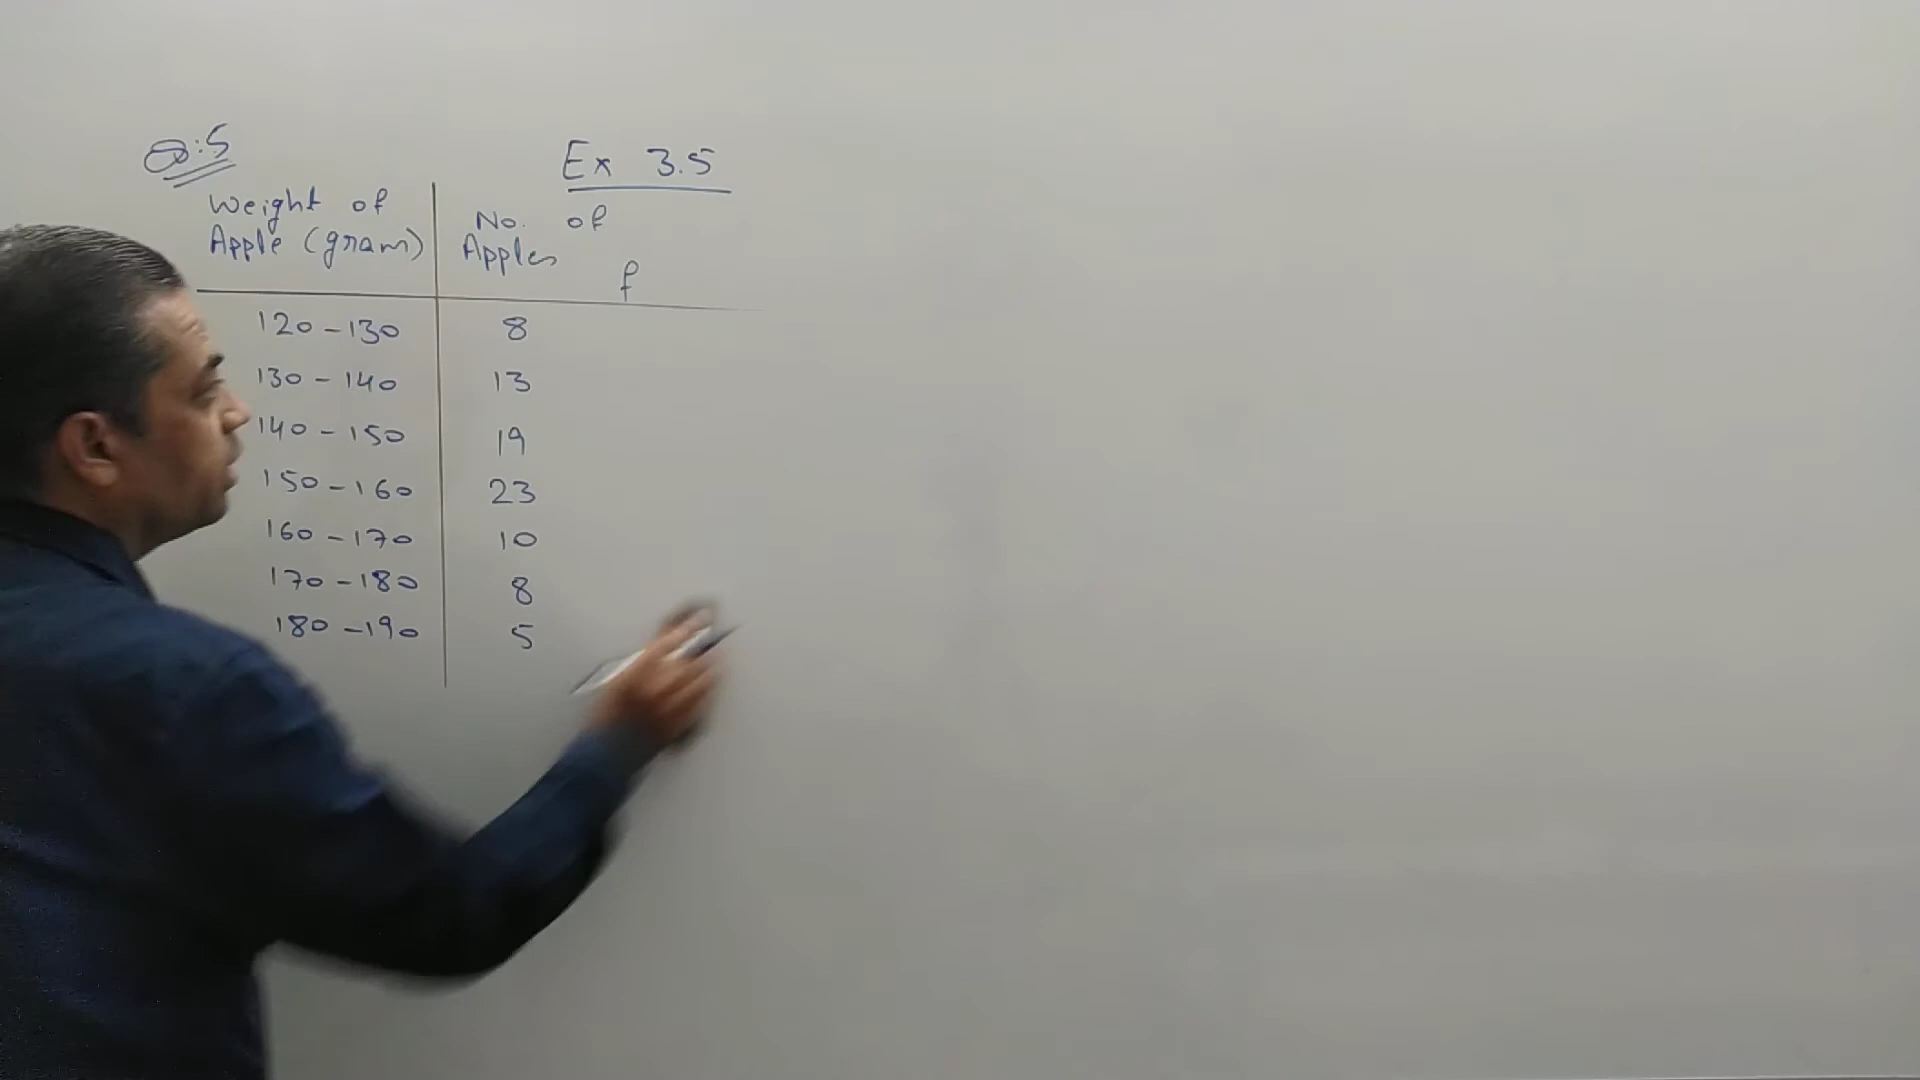 Q:5
Ex 3.5
Weight of
Apple (gram)
No. of
Apples
f
120-130 8
130-140 13
140-150 19
150-160 23
160-170 10
170-180 8
180-190 5